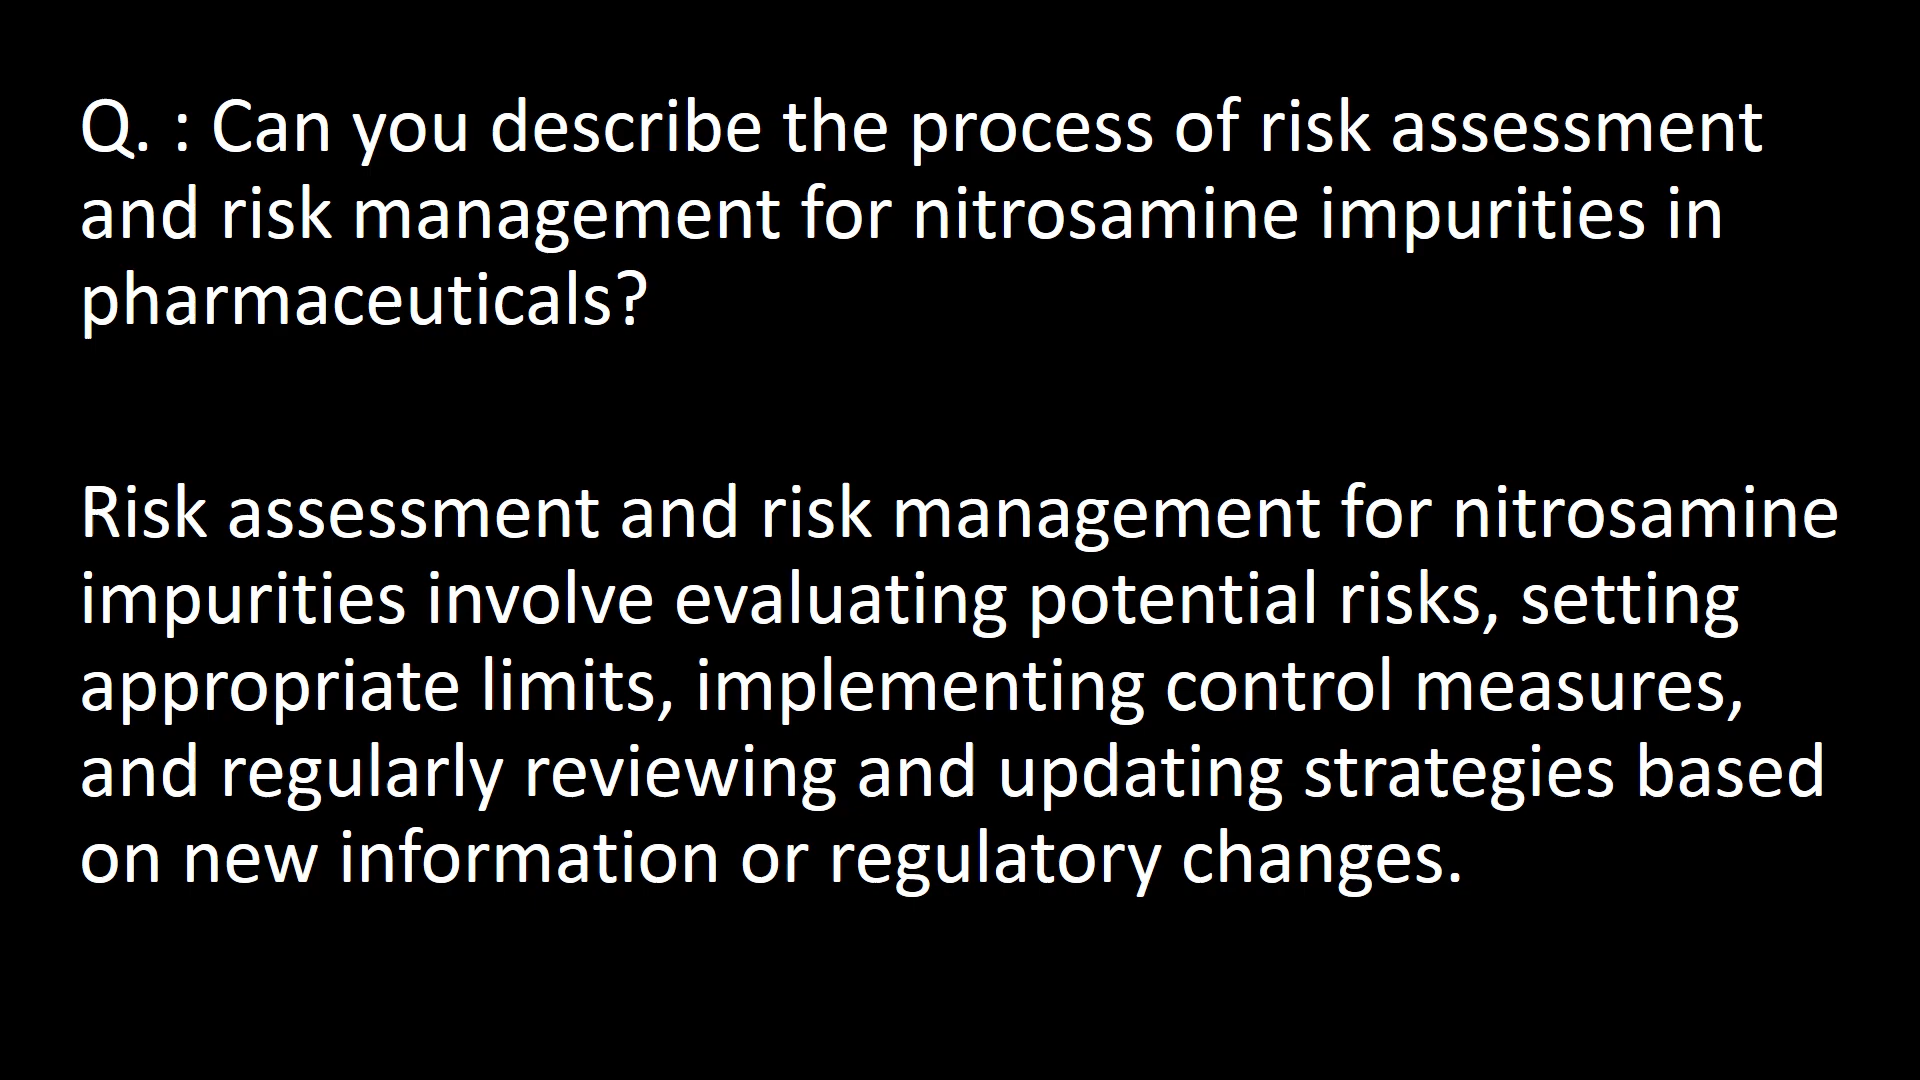 Q. : Can you describe the process of risk assessment
and risk management for nitrosamine impurities in
pharmaceuticals?
Risk assessment and risk management for nitrosamine
impurities involve evaluating potential risks, setting
appropriate limits, implementing control measures,
and regularly reviewing and updating strategies based
on new information or regulatory changes.